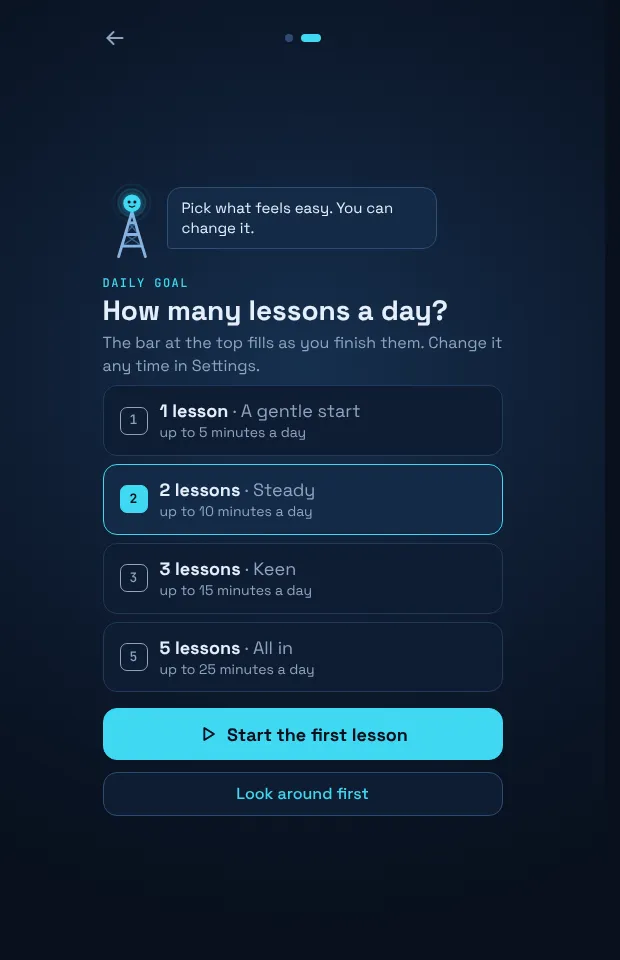 Pick what feels easy. You can
change it.
DAILY GOAL
How many lessons a day?
The bar at the top fills as you finish them. Change it
any time in Settings.
1
1 lesson · A gentle start
up to 5 minutes a day
2
2 lessons · Steady
up to 10 minutes a day
3
3 lessons · Keen
up to 15 minutes a day
5
5 lessons · All in
up to 25 minutes a day
Start the first lesson
Look around first